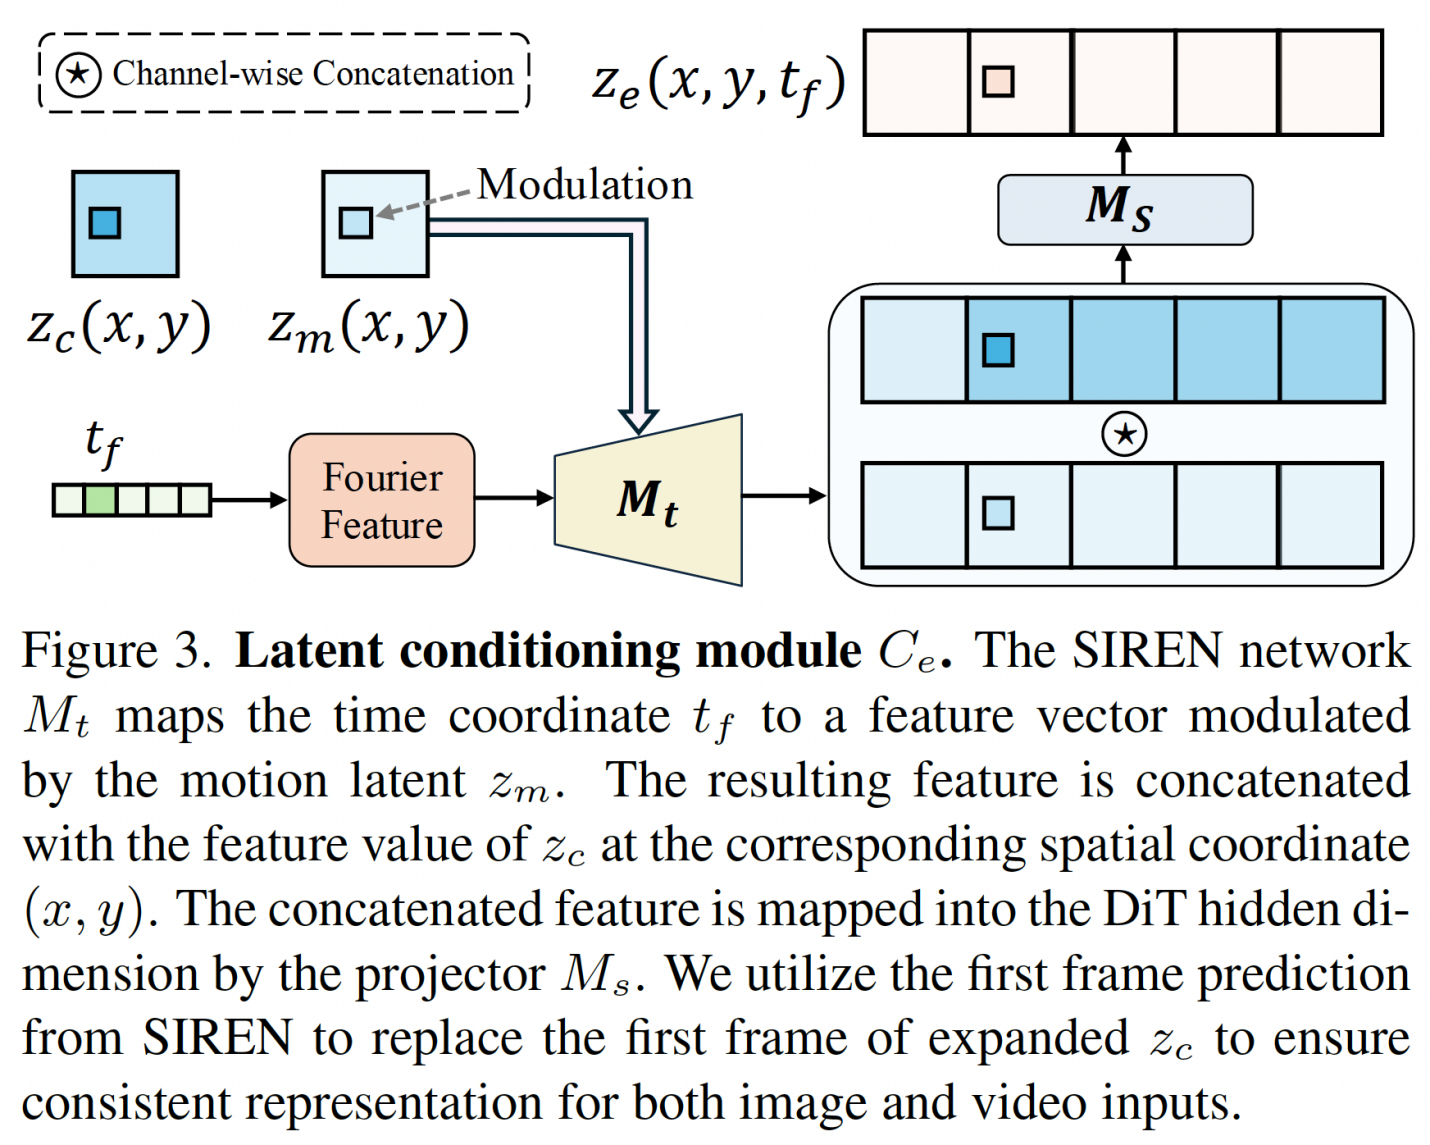 Channel-wise Concatenation
z_e(x, y, t_f)
Modulation
M_S
z_c(x, y)
z_m(x, y)
t_f
Fourier
Feature
M_t
Figure 3. Latent conditioning module C_e. The SIREN network
M_t maps the time coordinate t_f to a feature vector modulated
by the motion latent z_m. The resulting feature is concatenated
with the feature value of z_c at the corresponding spatial coordinate
(x, y). The concatenated feature is mapped into the DiT hidden di-
mension by the projector M_s. We utilize the first frame prediction
from SIREN to replace the first frame of expanded z_c to ensure
consistent representation for both image and video inputs.